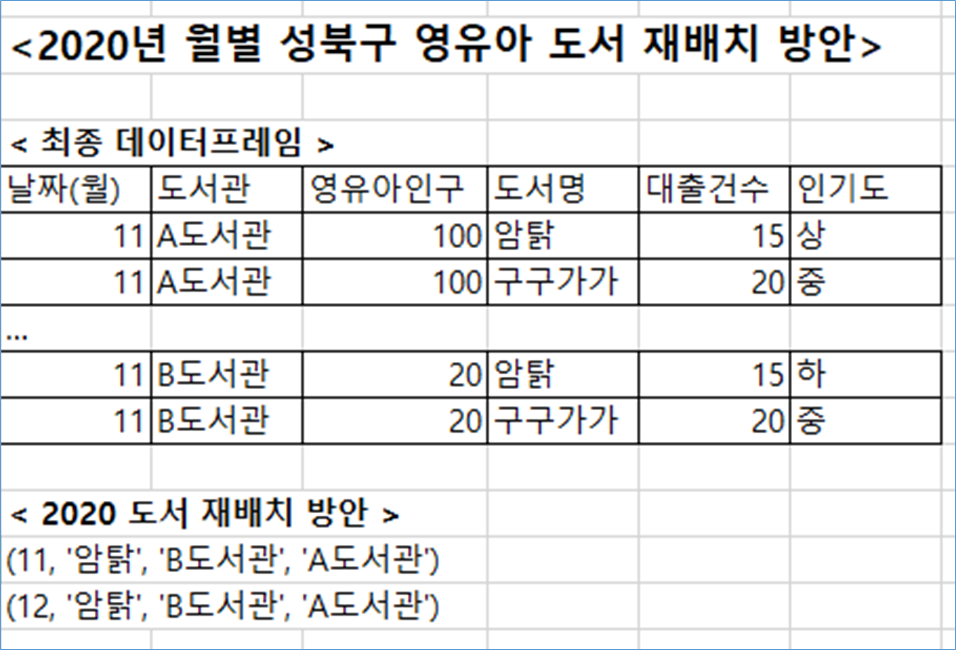 <2020년 월별 성북구 영유아 도서 재배치 방안>
< 최종 데이터프레임 >
날짜(월) 도서관 영유아인구 도서명 대출건수 인기도
11 A도서관 100 암탉 15 상
11 A도서관 100 구구가가 20 중
...
11 B도서관 20 암탉 15 하
11 B도서관 20 구구가가 20 중
< 2020 도서 재배치 방안 >
(11, '암탉', 'B도서관', 'A도서관')
(12, '암탉', 'B도서관', 'A도서관')